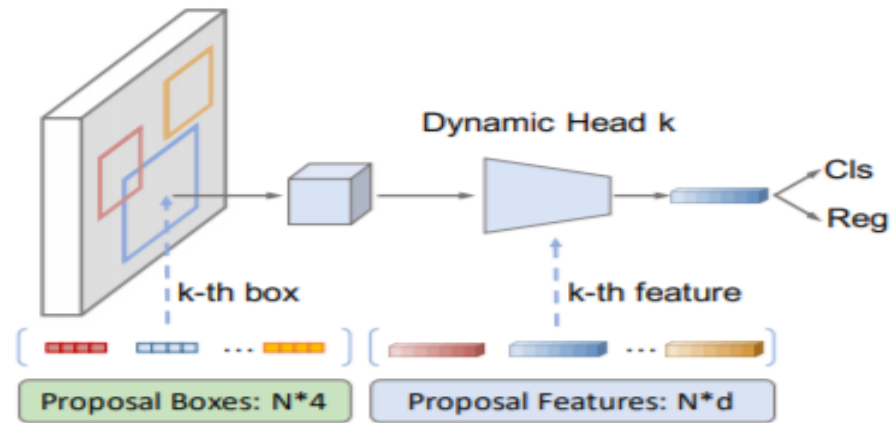 Dynamic Head k
Cls
Reg
k-th box
k-th feature
...
...
Proposal Boxes: N*4
Proposal Features: N*d